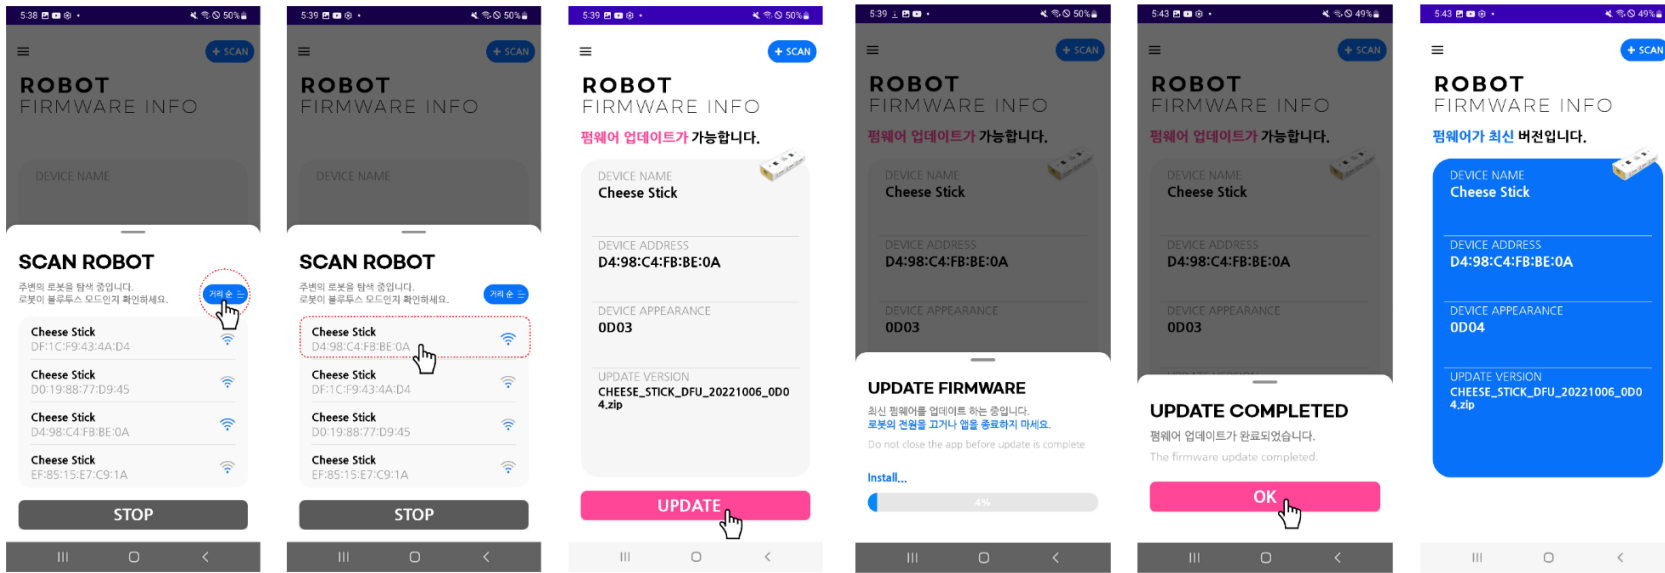 5:38
50%
+ SCAN
ROBOT
FIRMWARE INFO
DEVICE NAME
SCAN ROBOT
주변의 로봇을 탐색 중입니다.
로봇이 블루투스 모드인지 확인하세요.
거리 순
Cheese Stick
DF:1C:F9:43:4A:D4
Cheese Stick
D0:19:88:77:D9:45
Cheese Stick
D4:98:C4:FB:BE:0A
Cheese Stick
EF:85:15:E7:C9:1A
STOP
5:39
50%
+ SCAN
ROBOT
FIRMWARE INFO
DEVICE NAME
SCAN ROBOT
주변의 로봇을 탐색 중입니다.
로봇이 블루투스 모드인지 확인하세요.
거리 순
Cheese Stick
D4:98:C4:FB:BE:0A
Cheese Stick
DF:1C:F9:43:4A:D4
Cheese Stick
D0:19:88:77:D9:45
Cheese Stick
EF:85:15:E7:C9:1A
STOP
5:39
50%
+ SCAN
ROBOT
FIRMWARE INFO
펌웨어 업데이트가 가능합니다.
DEVICE NAME
Cheese Stick
DEVICE ADDRESS
D4:98:C4:FB:BE:0A
DEVICE APPEARANCE
0D03
UPDATE VERSION
CHEESE_STICK_DFU_20221006_0D0
4.zip
UPDATE
5:39
50%
+ SCAN
ROBOT
FIRMWARE INFO
펌웨어 업데이트가 가능합니다.
DEVICE NAME
Cheese Stick
DEVICE ADDRESS
D4:98:C4:FB:BE:0A
DEVICE APPEARANCE
0D03
UPDATE FIRMWARE
최신 펌웨어를 업데이트 하는 중입니다.
로봇의 전원을 끄거나 앱을 종료하지 마세요.
Do not close the app before update is complete
Install...
4%
5:43
49%
+ SCAN
ROBOT
FIRMWARE INFO
펌웨어 업데이트가 가능합니다.
DEVICE NAME
Cheese Stick
DEVICE ADDRESS
D4:98:C4:FB:BE:0A
DEVICE APPEARANCE
0D03
UPDATE VERSION
UPDATE COMPLETED
펌웨어 업데이트가 완료되었습니다.
The firmware update completed.
OK
5:43
49%
+ SCAN
ROBOT
FIRMWARE INFO
펌웨어가 최신 버전입니다.
DEVICE NAME
Cheese Stick
DEVICE ADDRESS
D4:98:C4:FB:BE:0A
DEVICE APPEARANCE
0D04
UPDATE VERSION
CHEESE_STICK_DFU_20221006_0D0
4.zip